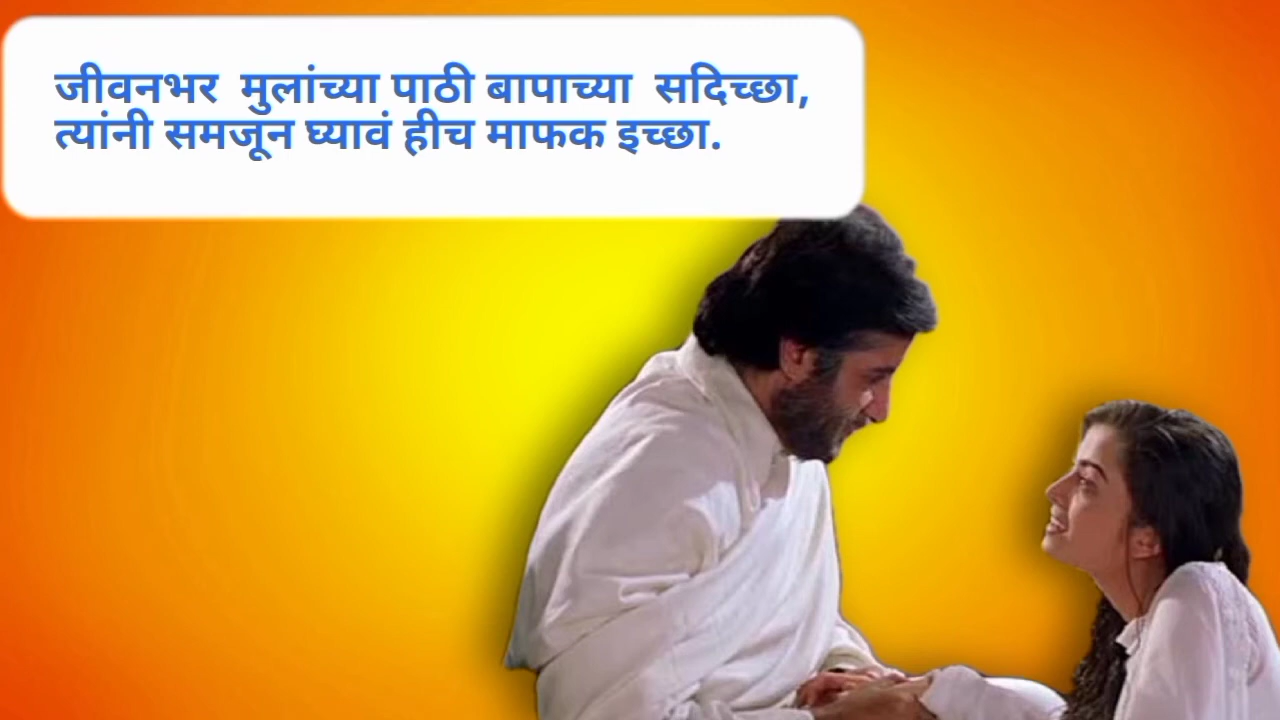 जीवनभर मुलांच्या पाठी बापाच्या सदिच्छा,
त्यांनी समजून घ्यावं हीच माफक इच्छा.